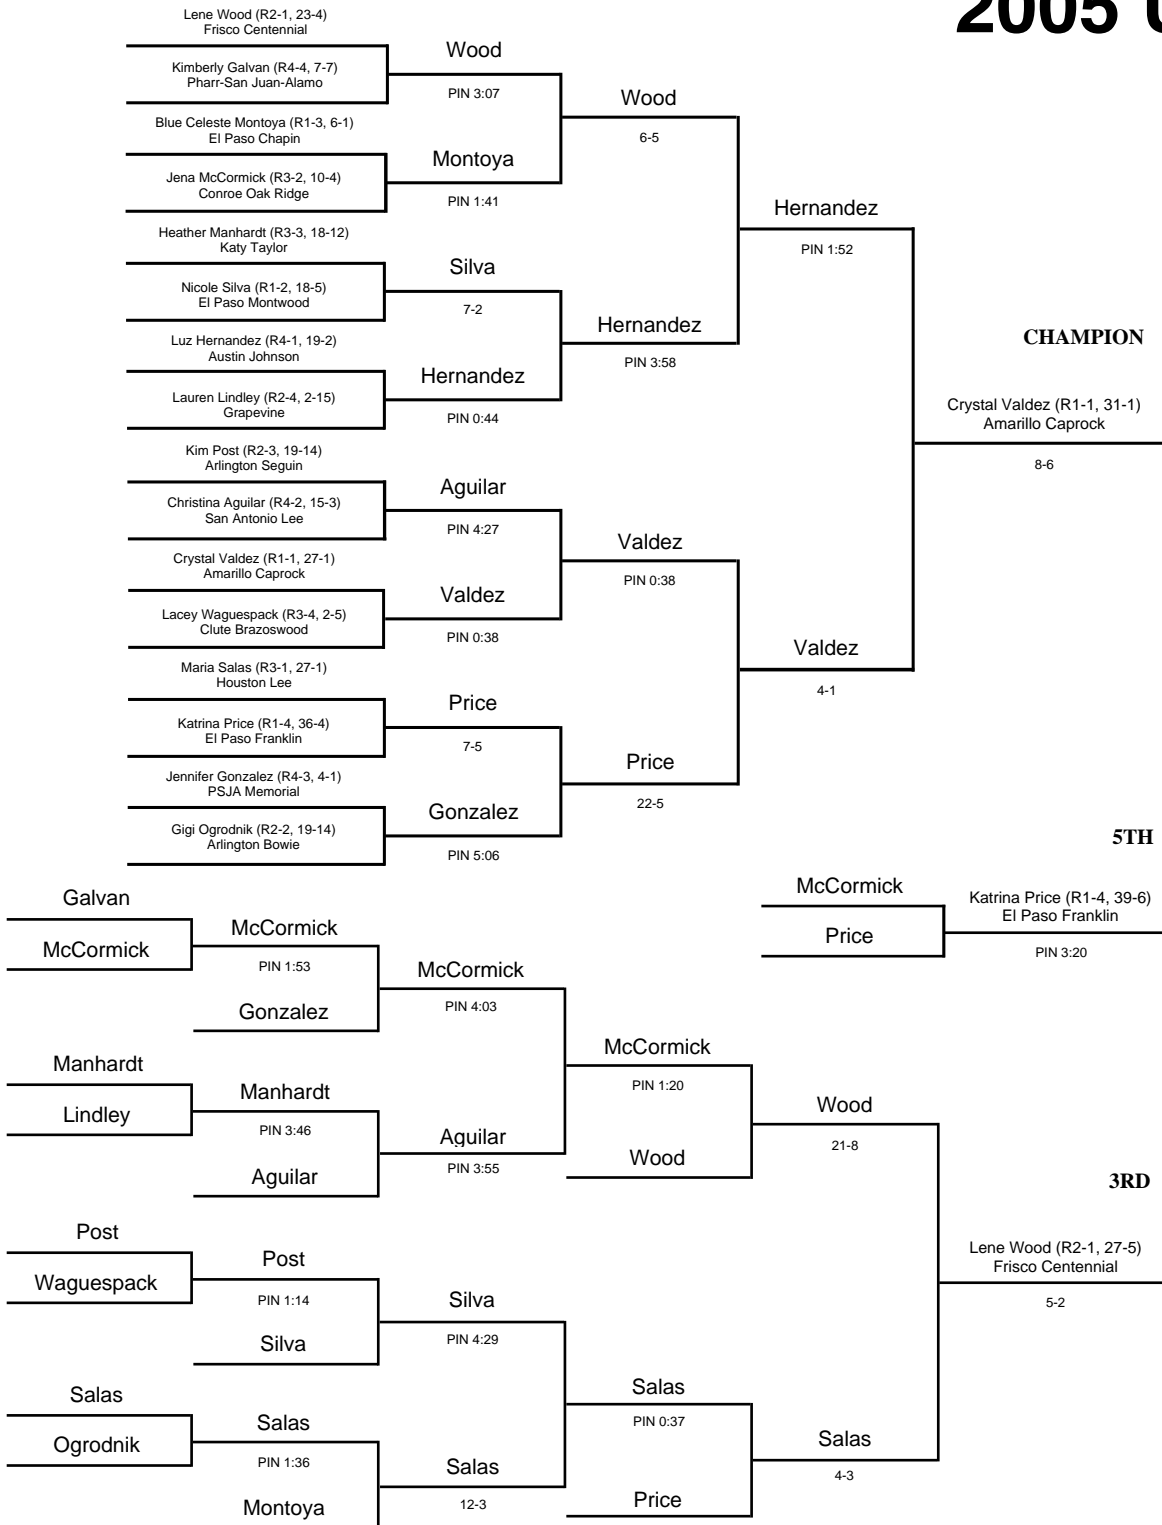 2005 U
Lene Wood (R2-1, 23-4)
Frisco Centennial
Kimberly Galvan (R4-4, 7-7)
Pharr-San Juan-Alamo
Blue Celeste Montoya (R1-3, 6-1)
El Paso Chapin
Jena McCormick (R3-2, 10-4)
Conroe Oak Ridge
Heather Manhardt (R3-3, 18-12)
Katy Taylor
Nicole Silva (R1-2, 18-5)
El Paso Montwood
Luz Hernandez (R4-1, 19-2)
Austin Johnson
Lauren Lindley (R2-4, 2-15)
Grapevine
Kim Post (R2-3, 19-14)
Arlington Seguin
Christina Aguilar (R4-2, 15-3)
San Antonio Lee
Crystal Valdez (R1-1, 27-1)
Amarillo Caprock
Lacey Waguespack (R3-4, 2-5)
Clute Brazoswood
Maria Salas (R3-1, 27-1)
Houston Lee
Katrina Price (R1-4, 36-4)
El Paso Franklin
Jennifer Gonzalez (R4-3, 4-1)
PSJA Memorial
Gigi Ogrodnik (R2-2, 19-14)
Arlington Bowie
Wood
PIN 3:07
Montoya
PIN 1:41
Silva
7-2
Hernandez
PIN 0:44
Aguilar
PIN 4:27
Valdez
PIN 0:38
Price
7-5
Gonzalez
PIN 5:06
Wood
6-5
Hernandez
PIN 3:58
Valdez
PIN 0:38
Price
22-5
Hernandez
PIN 1:52
Valdez
4-1
CHAMPION
Crystal Valdez (R1-1, 31-1)
Amarillo Caprock
8-6
5TH
McCormick
Price
Katrina Price (R1-4, 39-6)
El Paso Franklin
PIN 3:20
Galvan
McCormick
Manhardt
Lindley
Post
Waguespack
Salas
Ogrodnik
McCormick
PIN 1:53
Gonzalez
Manhardt
PIN 3:46
Aguilar
Post
PIN 1:14
Silva
Salas
PIN 1:36
Montoya
McCormick
PIN 4:03
Aguilar
PIN 3:55
Silva
PIN 4:29
Salas
12-3
McCormick
PIN 1:20
Wood
Salas
PIN 0:37
Price
Wood
21-8
Salas
4-3
3RD
Lene Wood (R2-1, 27-5)
Frisco Centennial
5-2